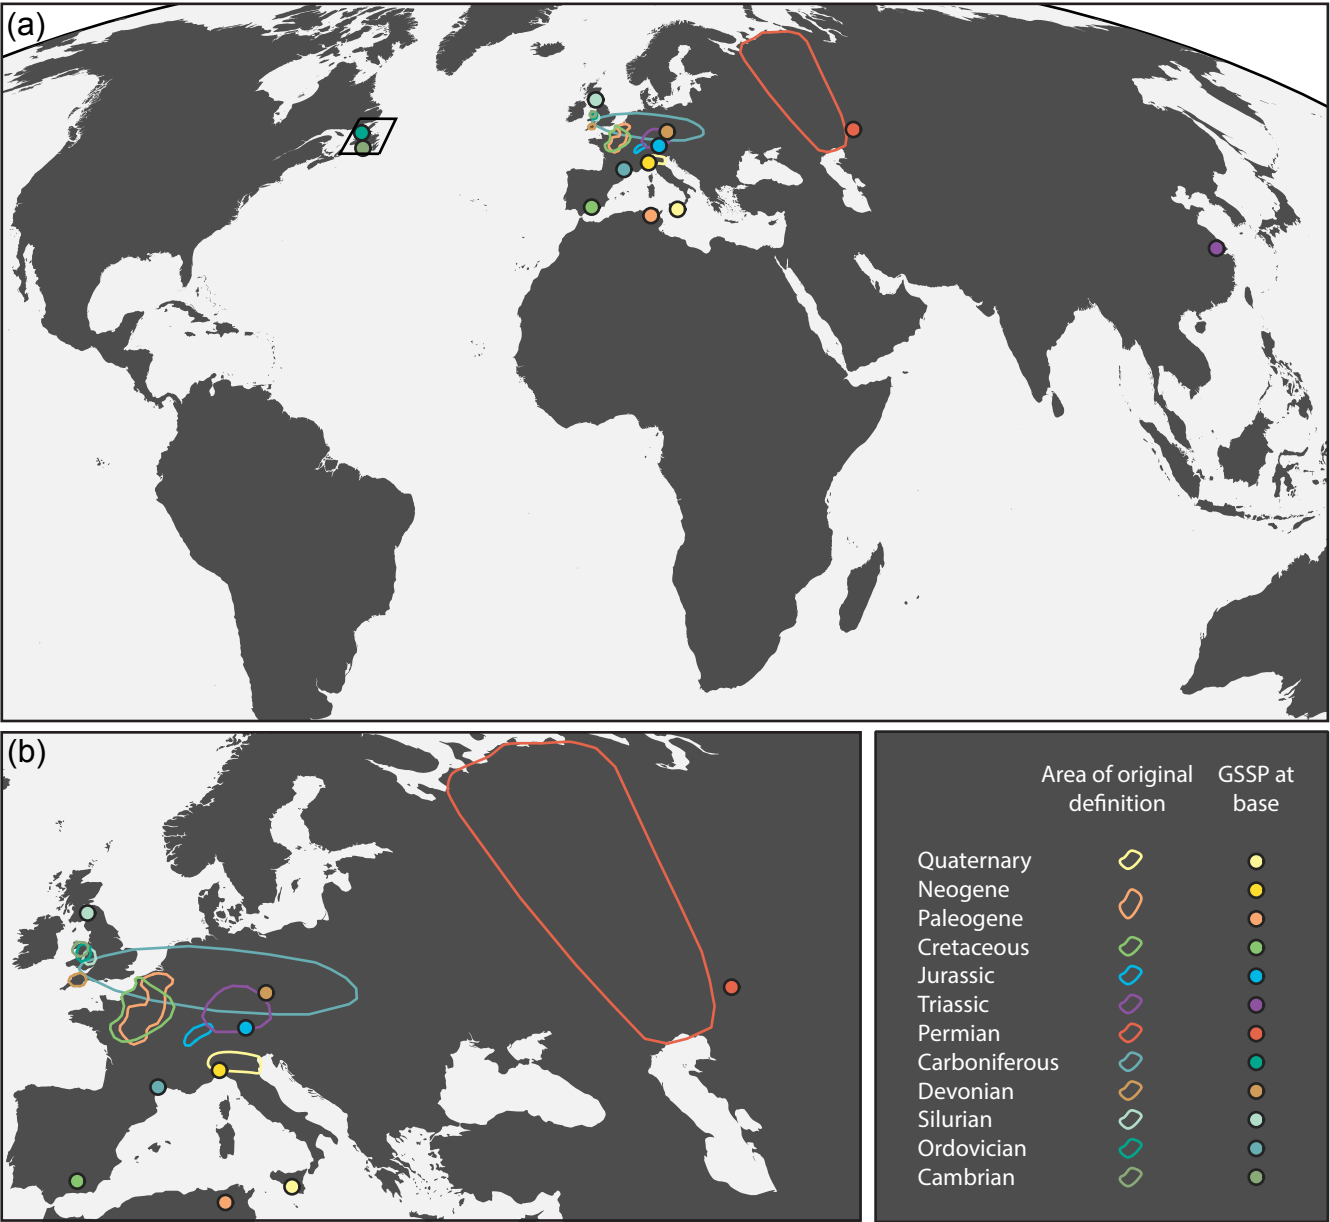 (a)
(b)
Area of original definition
GSSP at base
Quaternary
Neogene
Paleogene
Cretaceous
Jurassic
Triassic
Permian
Carboniferous
Devonian
Silurian
Ordovician
Cambrian